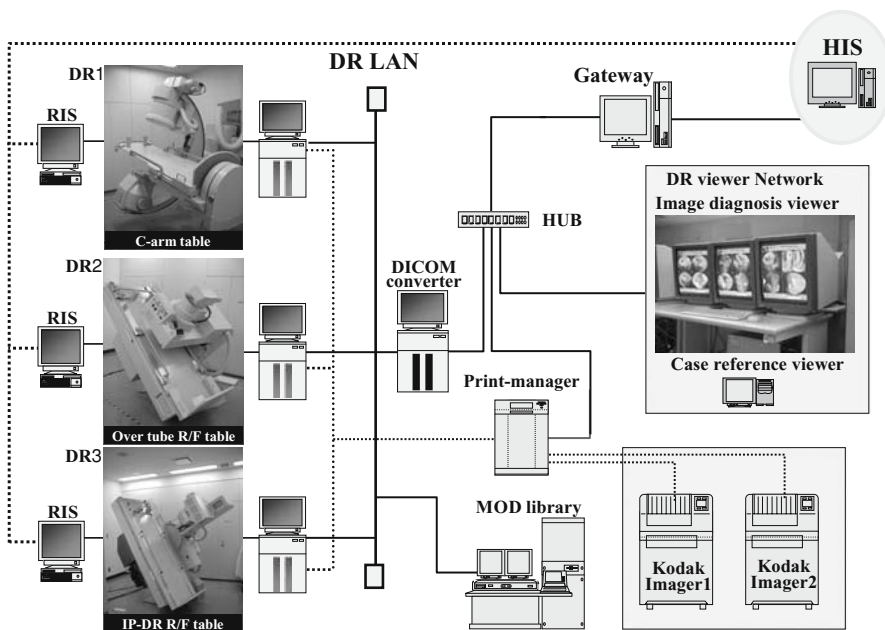 HIS
DR LAN
DR1
Gateway
RIS
C-arm table
HUB
DR viewer Network
Image diagnosis viewer
DR2
RIS
DICOM
converter
Over tube R/F table
Case reference viewer
Print-manager
DR3
RIS
MOD library
Kodak
Imager1
Kodak
Imager2
IP-DR R/F table